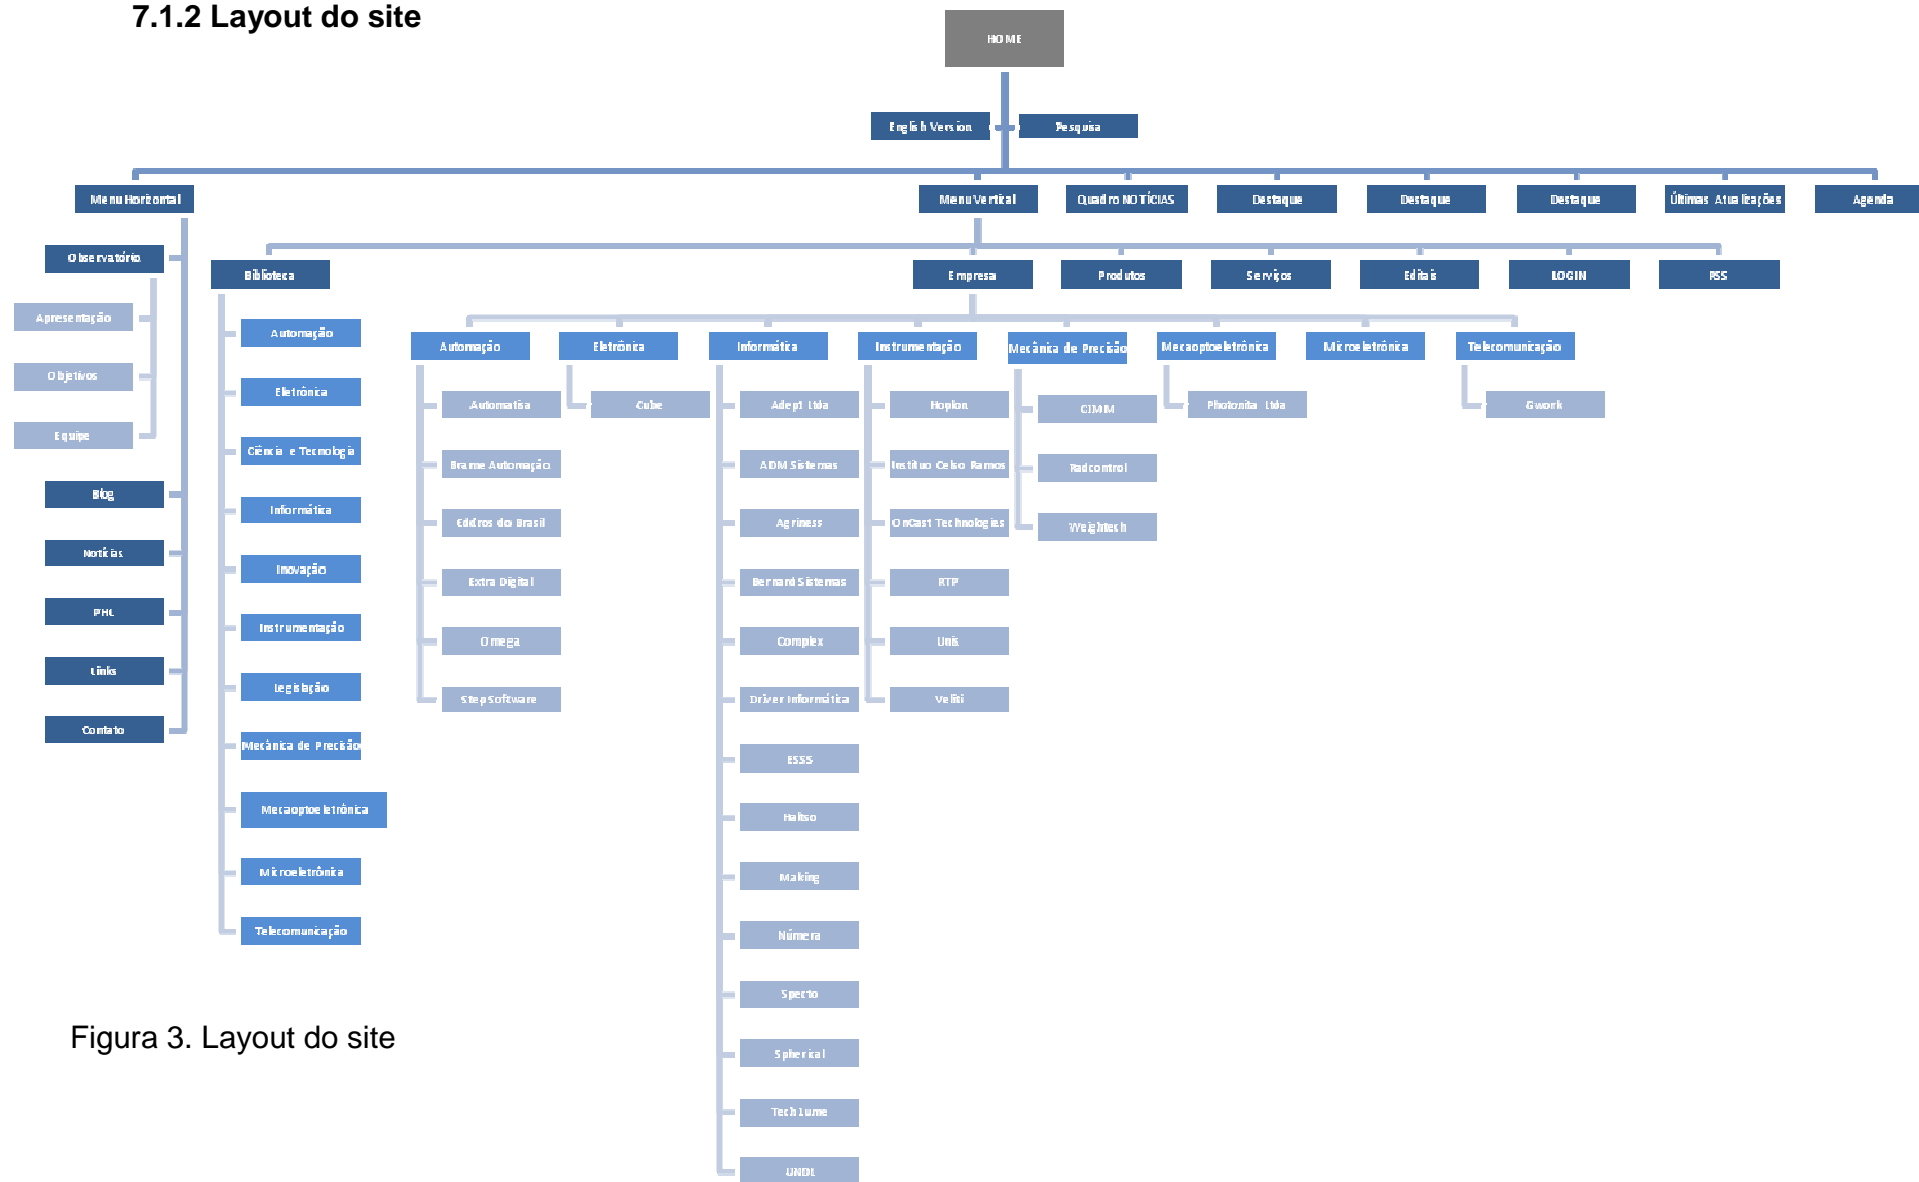 7.1.2 Layout do site
HOME
English Version
Pesquisa
Menu Horizontal
Menu Vertical
Quadro NOTÍCIAS
Destaque
Destaque
Destaque
Últimas Atualizações
Agenda
Observatório
Apresentação
Objetivos
Equipe
Blog
Notícias
PHL
Links
Contato
Biblioteca
Automação
Eletrônica
Ciência e Tecnologia
Informática
Inovação
Instrumentação
Legislação
Mecânica de Precisão
Mecaoptoeletrônica
Microeletrônica
Telecomunicação
Empresa
Produtos
Serviços
Editais
LOGIN
RSS
Automação
Automatisa
Brame Automação
Edidros do Brasil
Extra Digital
Omega
Step Software
Eletrônica
Cube
Informática
Adept Ltda
ADM Sistemas
Agriness
Bernard Sistemas
Complex
Driver Informática
ESSS
Haliso
Making
Número
Specto
Spherical
Tech Lume
UNDL
Instrumentação
Hoplon
Instituo Celso Ramos
OnCast Technologies
RTP
Unis
Veliti
Mecânica de Precisão
CIMM
Radcontrol
Weightech
Mecaoptoeletrônica
Photonita Ltda
Microeletrônica
Telecomunicação
Gwork
Figura 3. Layout do site